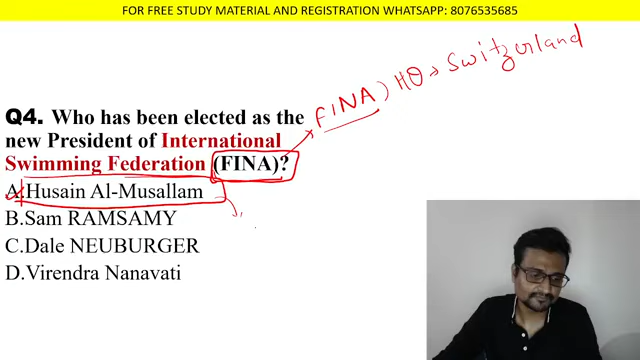 FOR FREE STUDY MATERIAL AND REGISTRATION WHATSAPP: 8076535685
FINA) HQ → Switzerland
Q4. Who has been elected as the
new President of International
Swimming Federation (FINA)?
A.Husain Al-Musallam
B.Sam RAMSAMY
C.Dale NEUBURGER
D.Virendra Nanavati